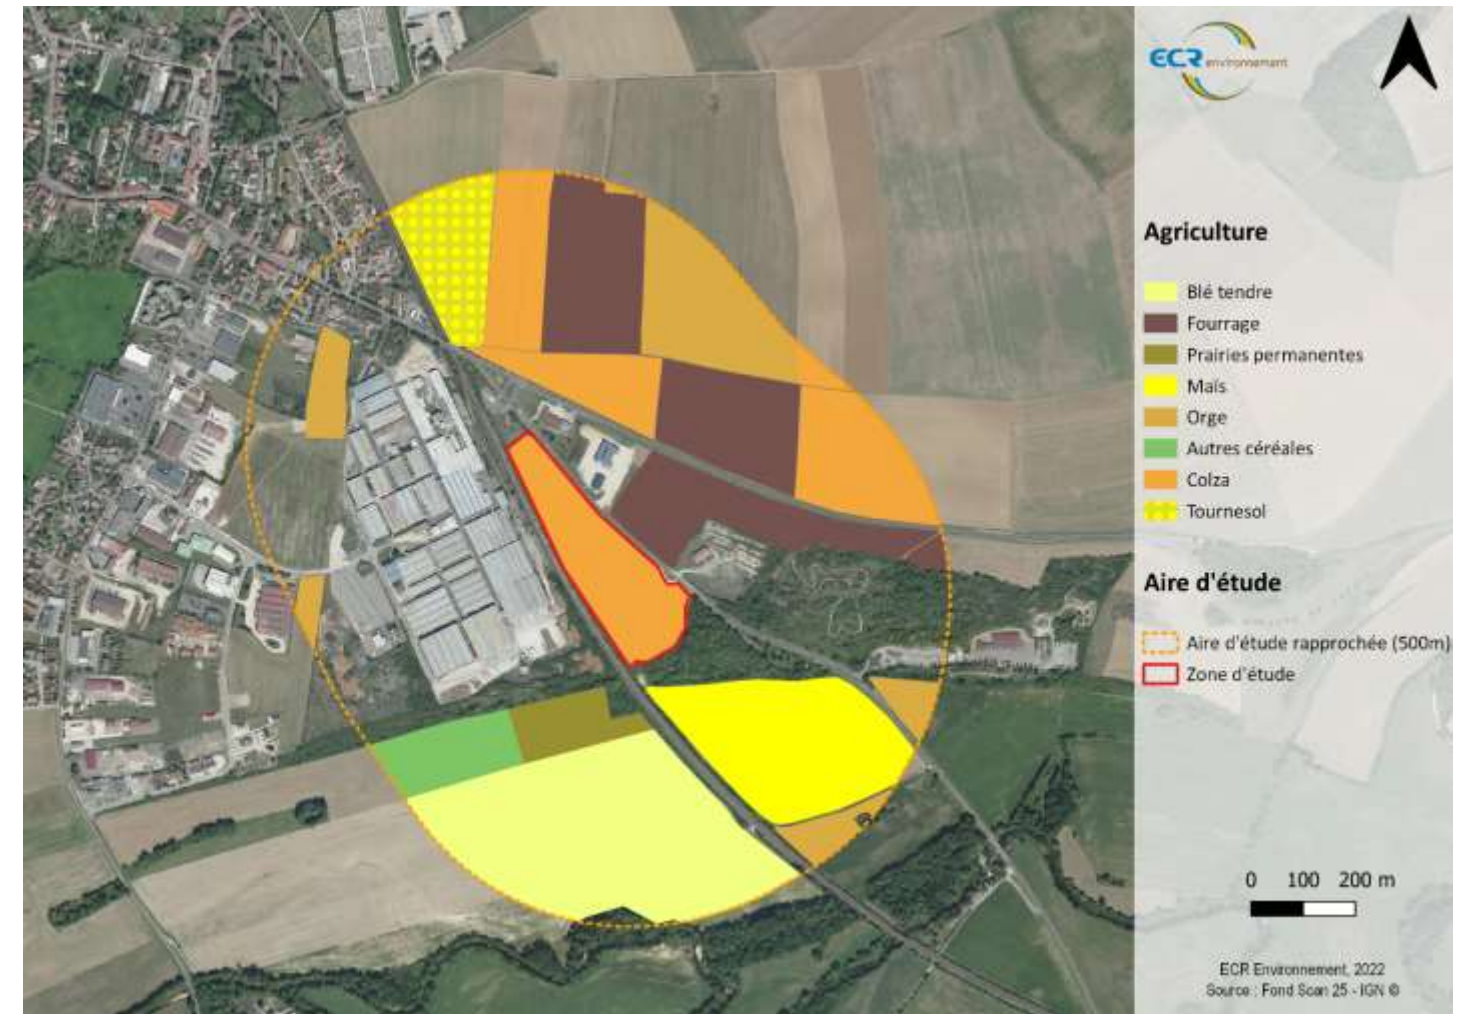 ECR environnement
Agriculture
Blé tendre
Fourrage
Prairies permanentes
Maïs
Orge
Autres céréales
Colza
Tournesol
Aire d'étude
Aire d'étude rapprochée (500m)
Zone d'étude
0 100 200 m
ECR Environnement, 2022
Source : Fond Scan 25 - IGN ©